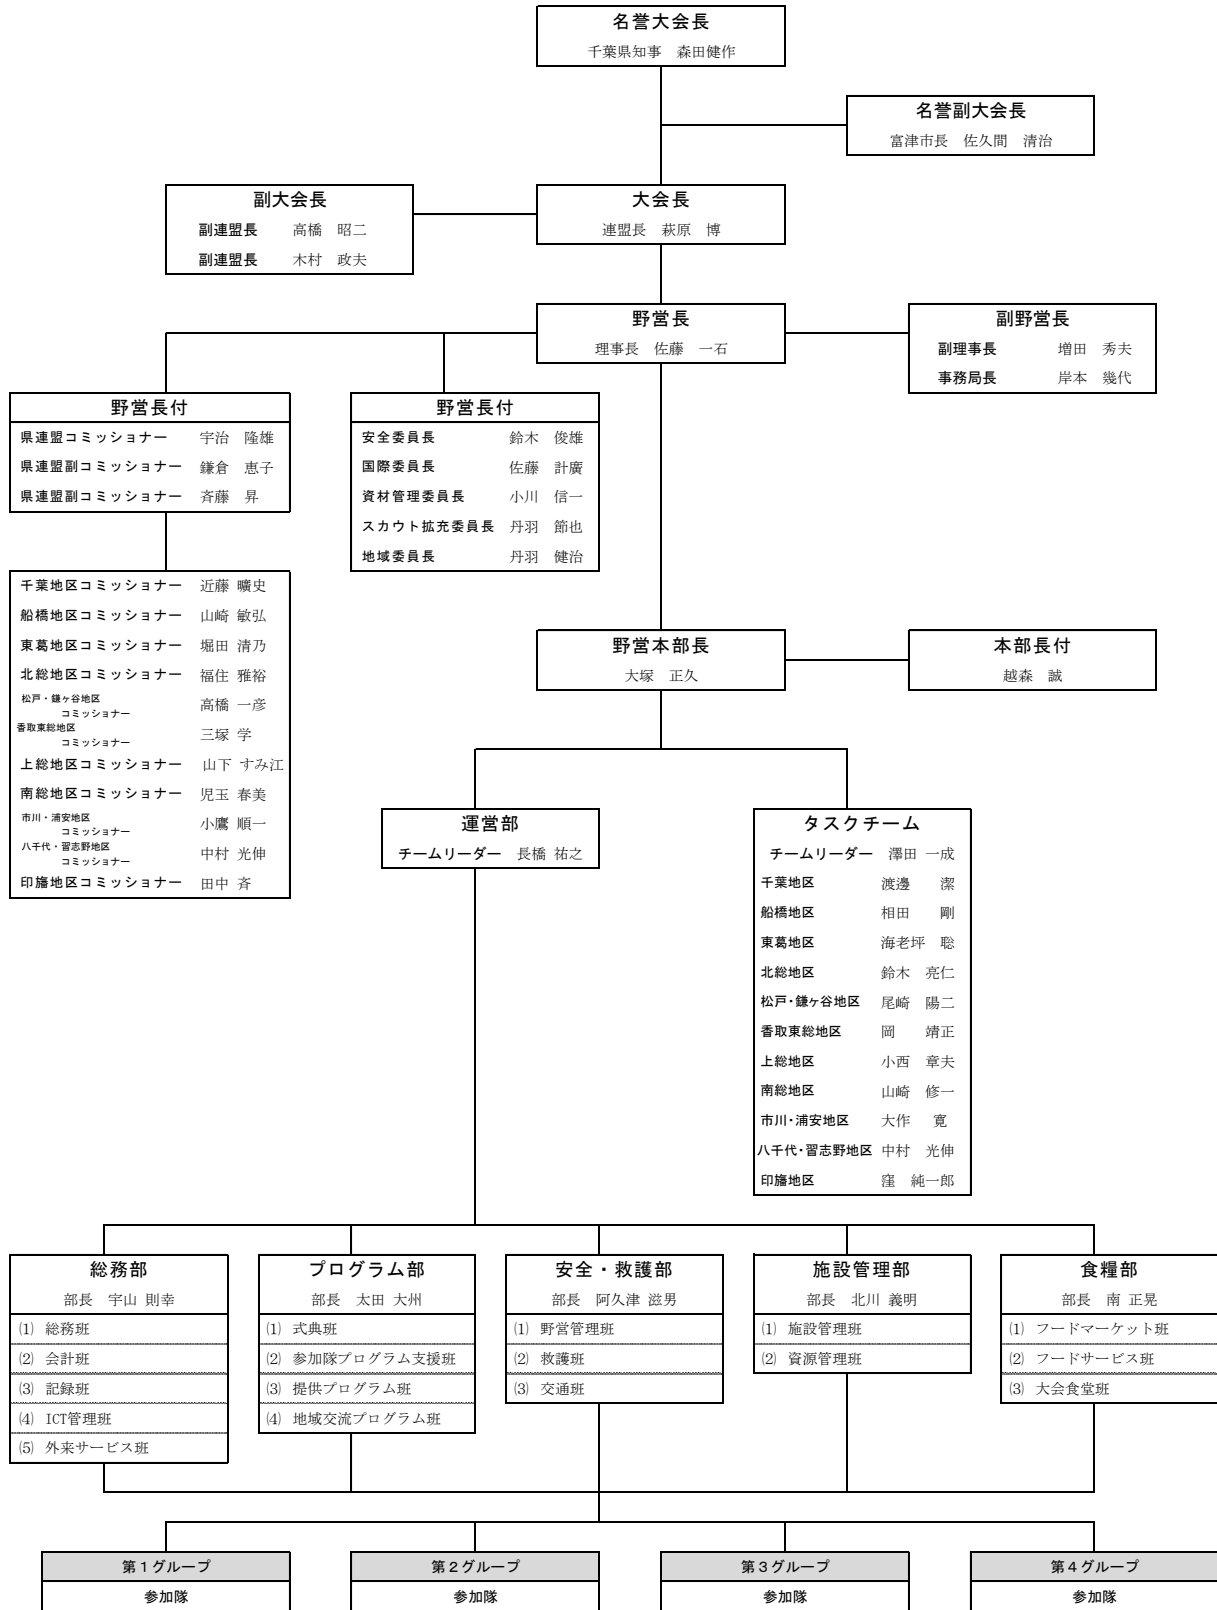 名誉大会長
千葉県知事　森田健作
名誉副大会長
富津市長　佐久間　清治
副大会長
副連盟長　高橋　昭二
副連盟長　木村　政夫
大会長
連盟長　萩原　博
野営長
理事長　佐藤　一石
副野営長
副理事長　増田　秀夫
事務局長　岸本　幾代
野営長付
県連盟コミッショナー　宇治　隆雄
県連盟副コミッショナー　鎌倉　恵子
県連盟副コミッショナー　斉藤　昇
野営長付
安全委員長　鈴木　俊雄
国際委員長　佐藤　計廣
資材管理委員長　小川　信一
スカウト拡充委員長　丹羽　節也
地域委員長　丹羽　健治
千葉地区コミッショナー　近藤 曠史
船橋地区コミッショナー　山崎 敏弘
東葛地区コミッショナー　堀田 清乃
北総地区コミッショナー　福住 雅裕
松戸・鎌ヶ谷地区
コミッショナー　高橋 一彦
香取東総地区
コミッショナー　三塚 学
上総地区コミッショナー　山下 すみ江
南総地区コミッショナー　児玉 春美
市川・浦安地区
コミッショナー　小鷹 順一
八千代・習志野地区
コミッショナー　中村 光伸
印旛地区コミッショナー　田中 斉
野営本部長
大塚　正久
本部長付
越森　誠
運営部
チームリーダー　長橋 祐之
タスクチーム
チームリーダー　澤田 一成
千葉地区　渡邊　潔
船橋地区　相田　剛
東葛地区　海老坪　聡
北総地区　鈴木　亮仁
松戸・鎌ヶ谷地区　尾崎　陽二
香取東総地区　岡　靖正
上総地区　小西　章夫
南総地区　山崎　修一
市川・浦安地区　大作　寛
八千代・習志野地区　中村　光伸
印旛地区　窪　純一郎
総務部
部長　宇山 則幸
⑴ 総務班
⑵ 会計班
⑶ 記録班
⑷ ICT管理班
⑸ 外来サービス班
プログラム部
部長　太田 大州
⑴ 式典班
⑵ 参加隊プログラム支援班
⑶ 提供プログラム班
⑷ 地域交流プログラム班
安全・救護部
部長　阿久津 滋男
⑴ 野営管理班
⑵ 救護班
⑶ 交通班
施設管理部
部長　北川 義明
⑴ 施設管理班
⑵ 資源管理班
食糧部
部長　南 正晃
⑴ フードマーケット班
⑵ フードサービス班
⑶ 大会食堂班
第１グループ
参加隊
第２グループ
参加隊
第３グループ
参加隊
第４グループ
参加隊